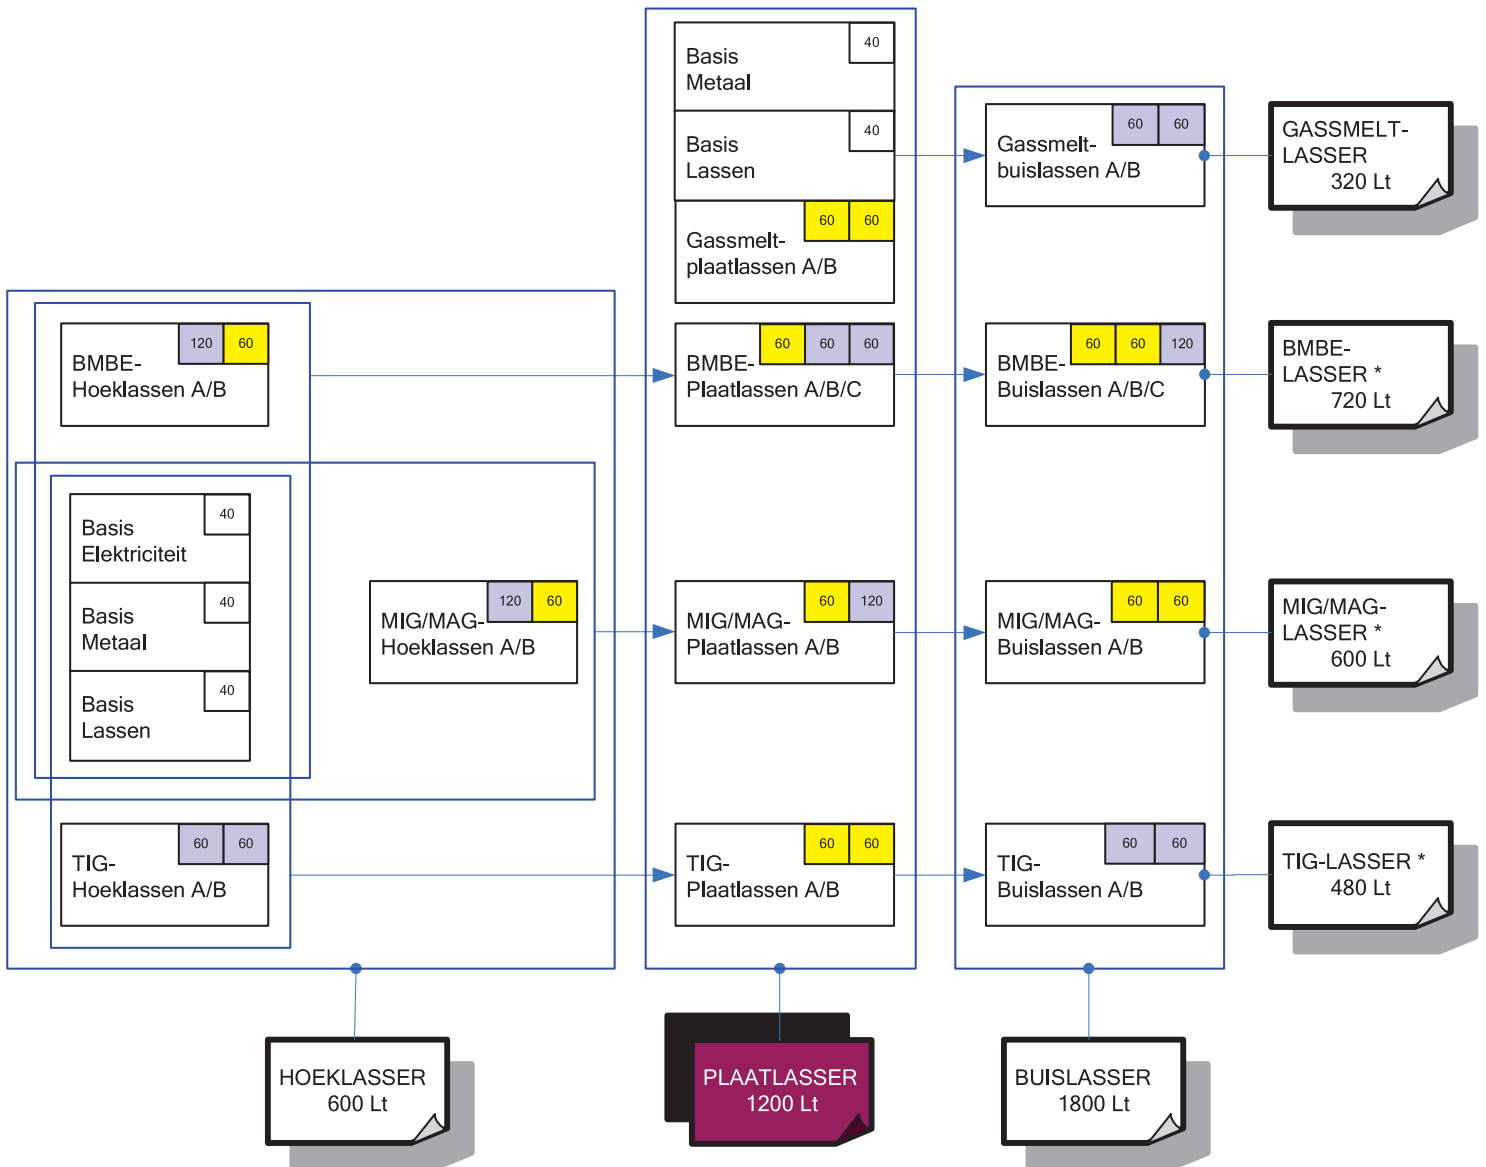 40
Basis
Metaal
40
Basis
Lassen
60 60
Gassmelt-
plaatlassen A/B
60 60
Gassmelt-
buislassen A/B
GASSMELT-
LASSER
320 Lt
120 60
BMBE-
Hoeklassen A/B
60 60 60
BMBE-
Plaatlassen A/B/C
60 60 120
BMBE-
Buislassen A/B/C
BMBE-
LASSER *
720 Lt
40
Basis
Elektriciteit
40
Basis
Metaal
40
Basis
Lassen
120 60
MIG/MAG-
Hoeklassen A/B
60 120
MIG/MAG-
Plaatlassen A/B
60 60
MIG/MAG-
Buislassen A/B
MIG/MAG-
LASSER *
600 Lt
60 60
TIG-
Hoeklassen A/B
60 60
TIG-
Plaatlassen A/B
60 60
TIG-
Buislassen A/B
TIG-LASSER *
480 Lt
HOEKLASSER
600 Lt
PLAATLASSER
1200 Lt
BUISLASSER
1800 Lt